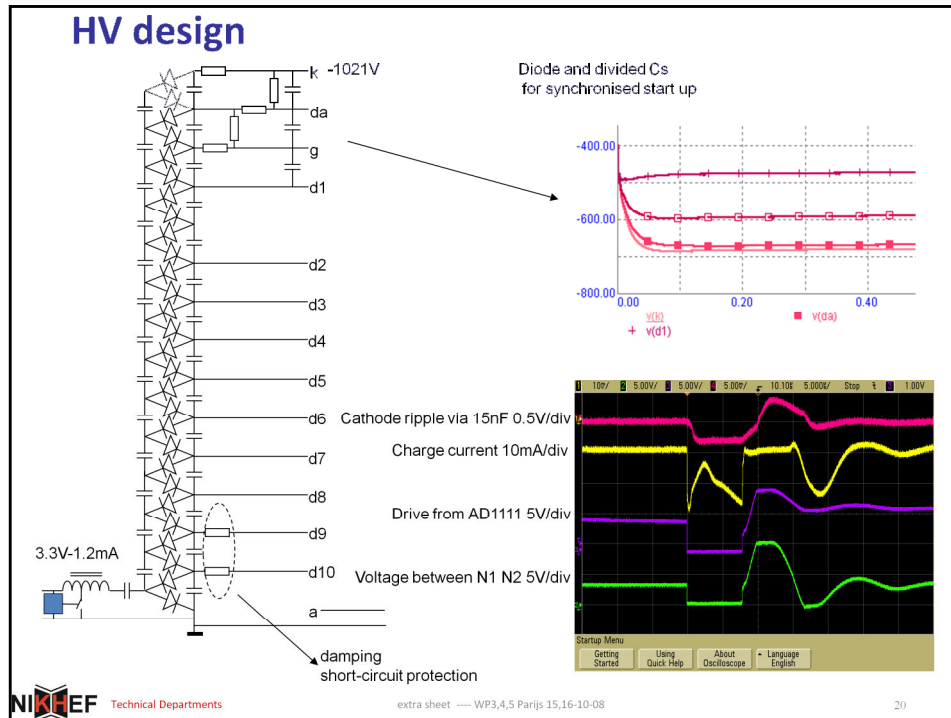 HV design
k -1021V
da
g
d1
d2
d3
d4
d5
d6
d7
d8
d9
d10
a
3.3V-1.2mA
damping
short-circuit protection
Diode and divided Cs
for synchronised start up
-400.00
-600.00
-800.00
0.00 0.20 0.40
v(k) v(da)
v(d1)
Cathode ripple via 15nF 0.5V/div
Charge current 10mA/div
Drive from AD1111 5V/div
Voltage between N1 N2 5V/div
5.00V/ 5.00V/ Stop 1.00V
Startup Menu
Getting Started
Using Quick Help
About Oscilloscope
Language English
NIKHEF Technical Departments
extra sheet ---- WP3,4,5 Parijs 15,16-10-08
20